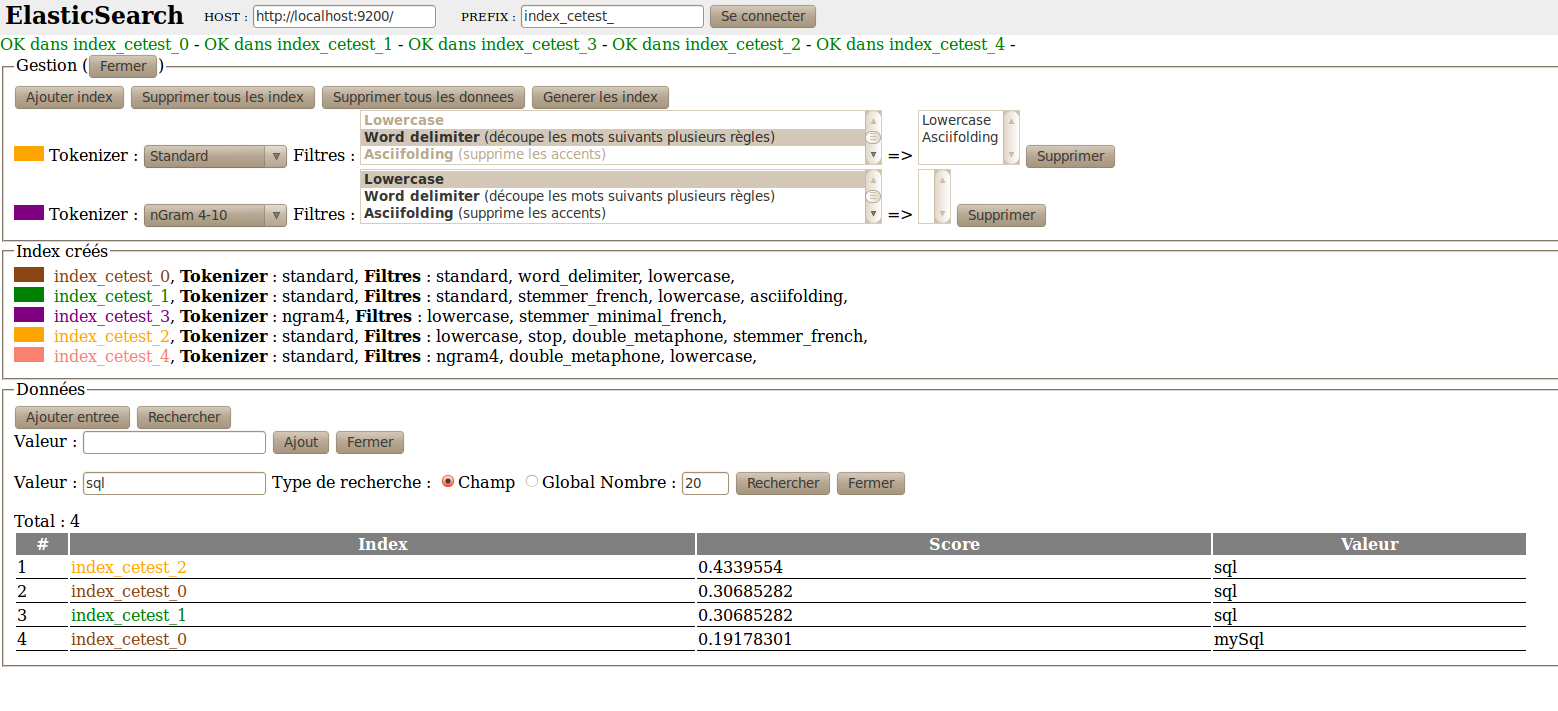 ElasticSearch HOST : http://localhost:9200/ PREFIX : index_cetest_ Se connecter
OK dans index_cetest_0 - OK dans index_cetest_1 - OK dans index_cetest_3 - OK dans index_cetest_2 - OK dans index_cetest_4 -
Gestion ( Fermer )
Ajouter index Supprimer tous les index Supprimer tous les donnees Generer les index
Tokenizer : Standard Filtres :
Lowercase
Word delimiter (découpe les mots suivants plusieurs règles)
Asciifolding (supprime les accents)
=>
Lowercase
Asciifolding
Supprimer
Tokenizer : nGram 4-10 Filtres :
Lowercase
Word delimiter (découpe les mots suivants plusieurs règles)
Asciifolding (supprime les accents)
=> Supprimer
Index créés
index_cetest_0, Tokenizer : standard, Filtres : standard, word_delimiter, lowercase,
index_cetest_1, Tokenizer : standard, Filtres : standard, stemmer_french, lowercase, asciifolding,
index_cetest_3, Tokenizer : ngram4, Filtres : lowercase, stemmer_minimal_french,
index_cetest_2, Tokenizer : standard, Filtres : lowercase, stop, double_metaphone, stemmer_french,
index_cetest_4, Tokenizer : standard, Filtres : ngram4, double_metaphone, lowercase,
Données
Ajouter entree Rechercher
Valeur : Ajout Fermer
Valeur : sql Type de recherche : Champ Global Nombre : 20 Rechercher Fermer
Total : 4
# Index Score Valeur
1 index_cetest_2 0.4339554 sql
2 index_cetest_0 0.30685282 sql
3 index_cetest_1 0.30685282 sql
4 index_cetest_0 0.19178301 mySql